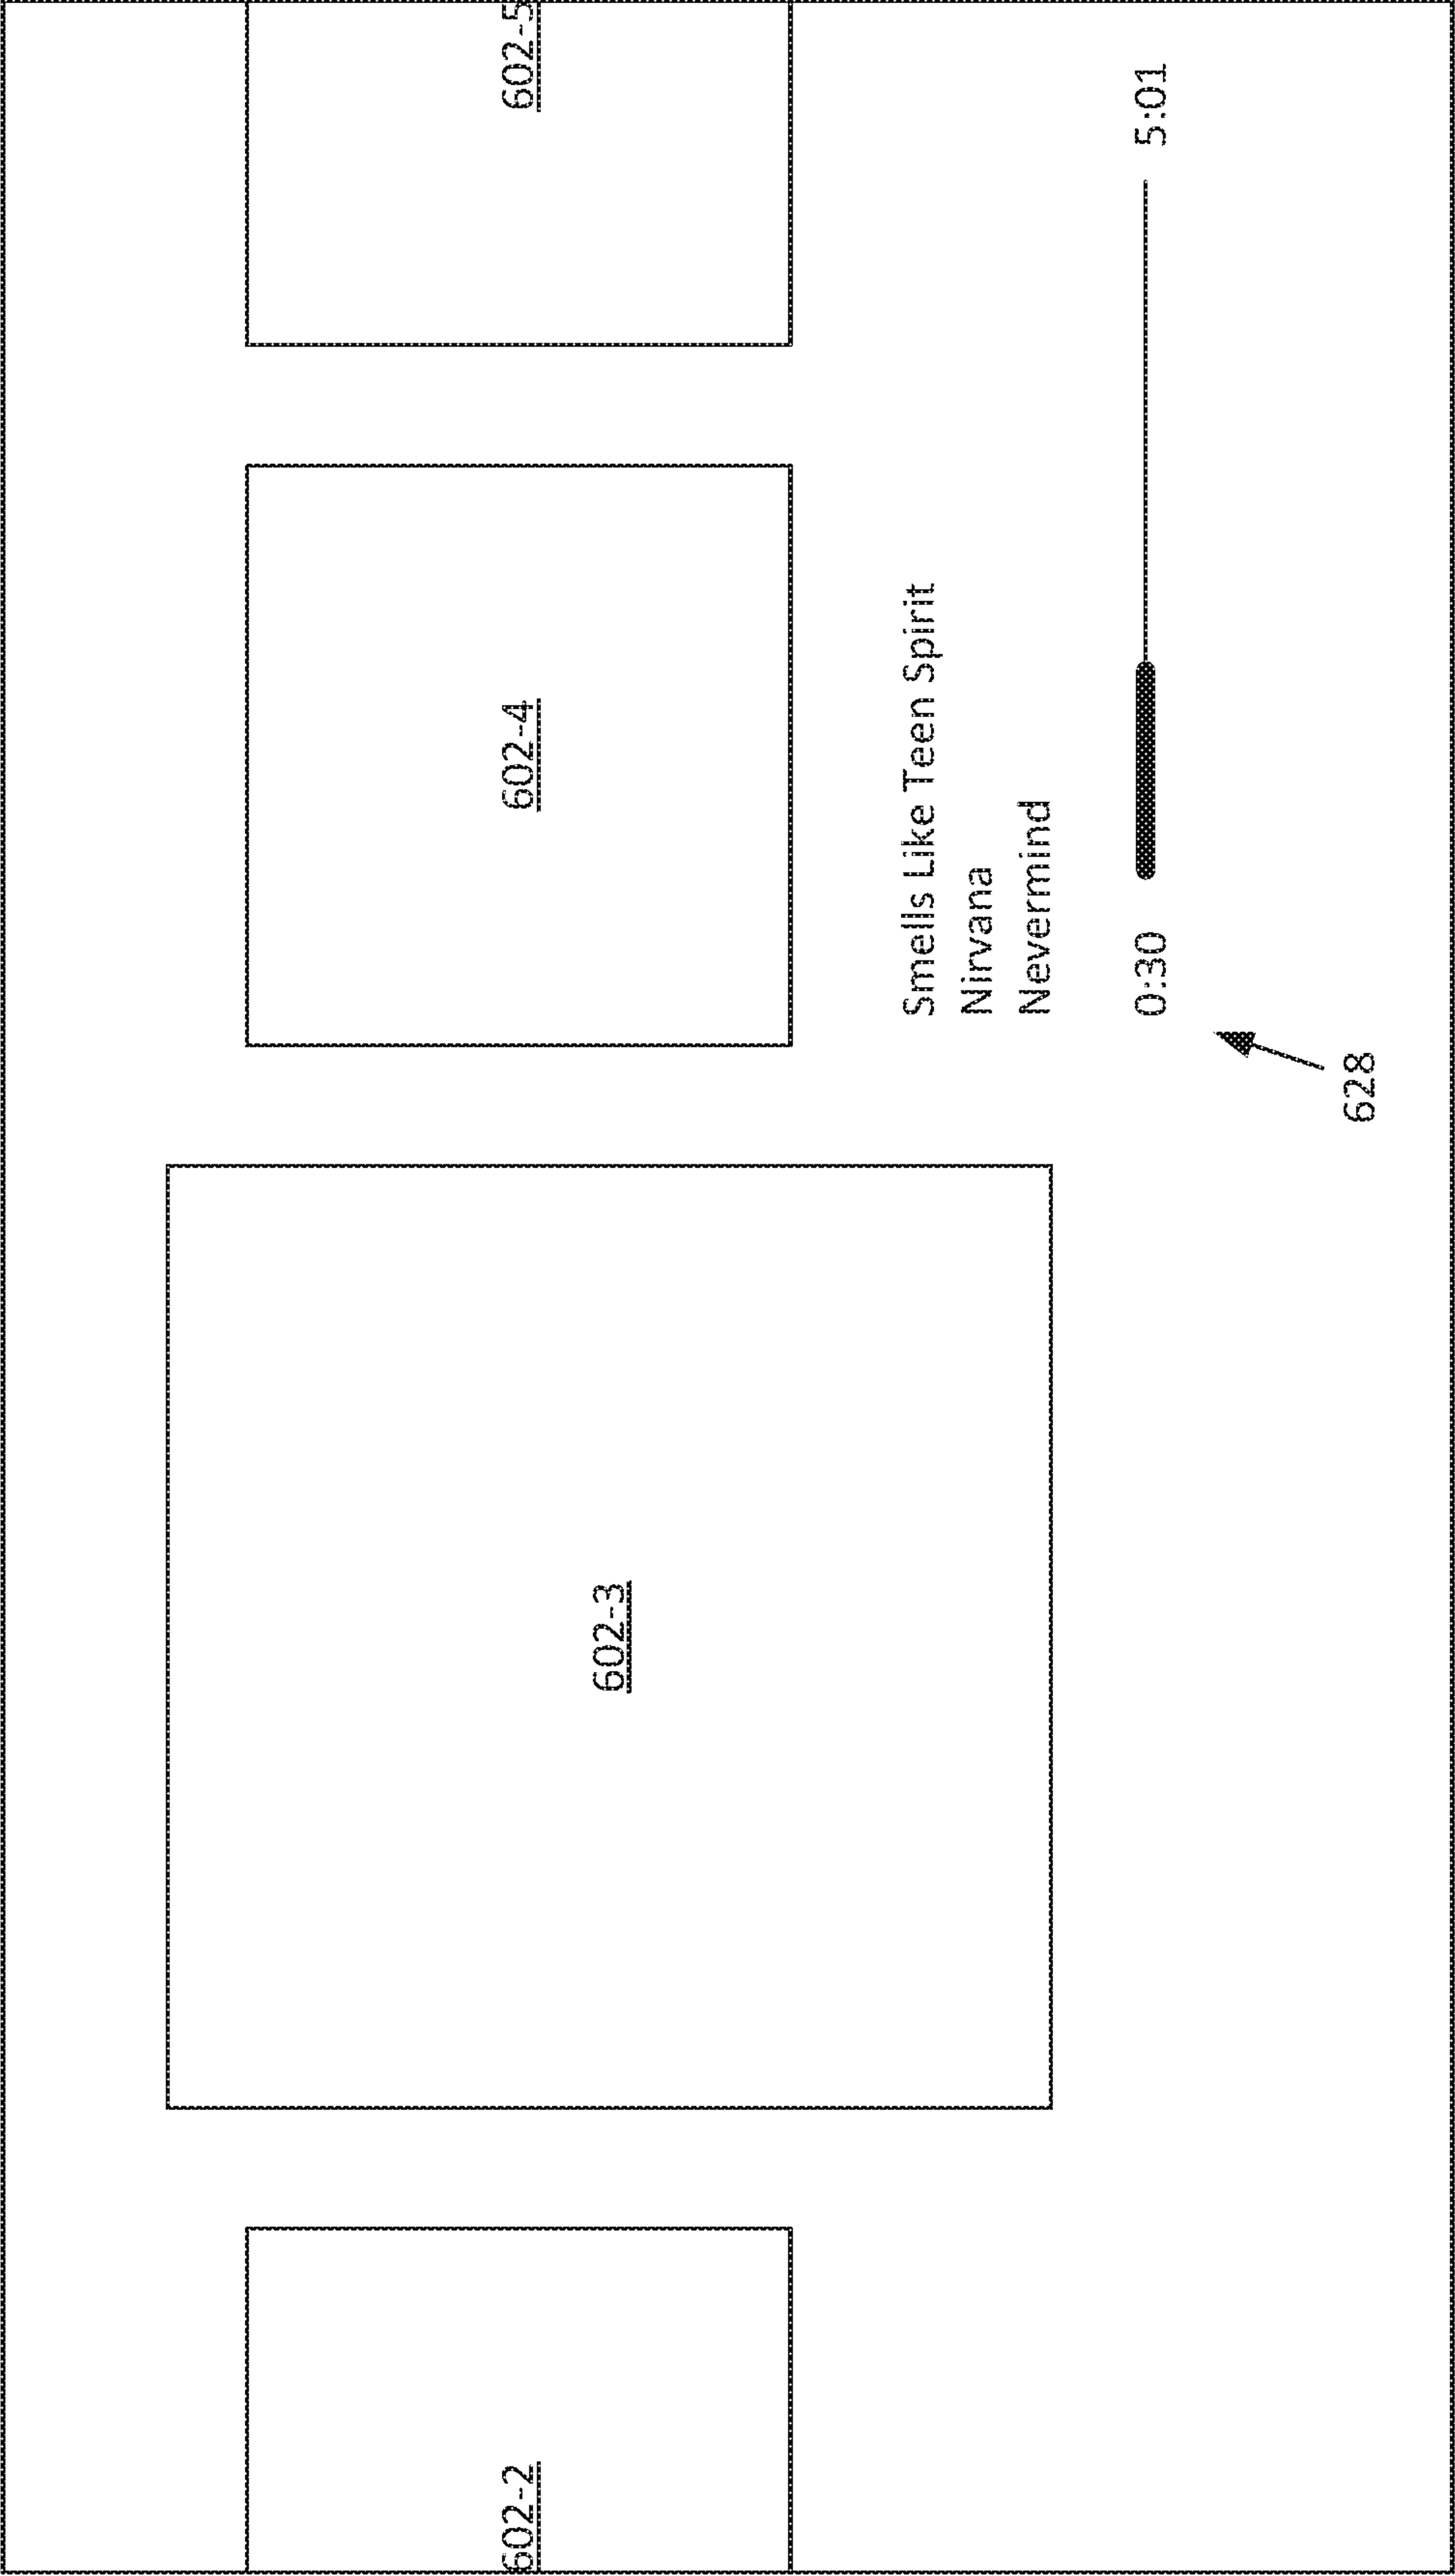 602-2
602-3
602-4
602-5
Smells Like Teen Spirit
Nirvana
Nevermind
0:30
5:01
628